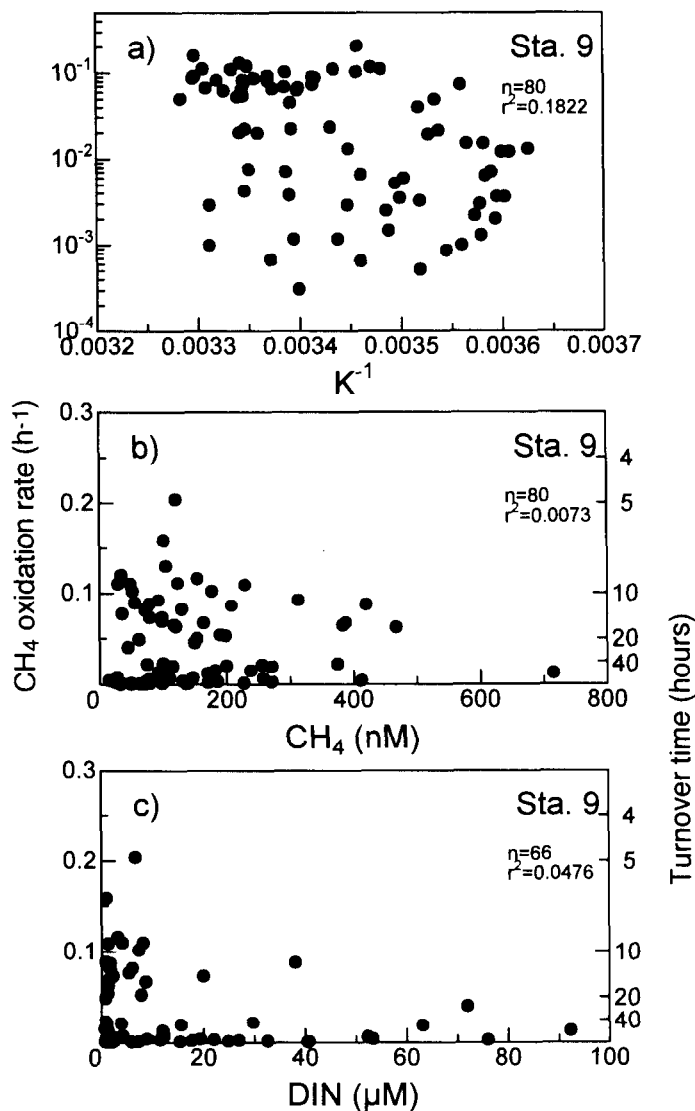 a)
Sta. 9
n=80
r²=0.1822
10⁻¹
10⁻²
10⁻³
10⁻⁴
0.0032 0.0033 0.0034 0.0035 0.0036 0.0037
K⁻¹
CH₄ oxidation rate (h⁻¹)
Turnover time (hours)
b)
Sta. 9
n=80
r²=0.0073
0.3
0.2
0.1
0
4
5
10
20
40
200 400 600 800
CH₄ (nM)
c)
Sta. 9
n=66
r²=0.0476
0.3
0.2
0.1
0
4
5
10
20
40
20 40 60 80 100
DIN (µM)